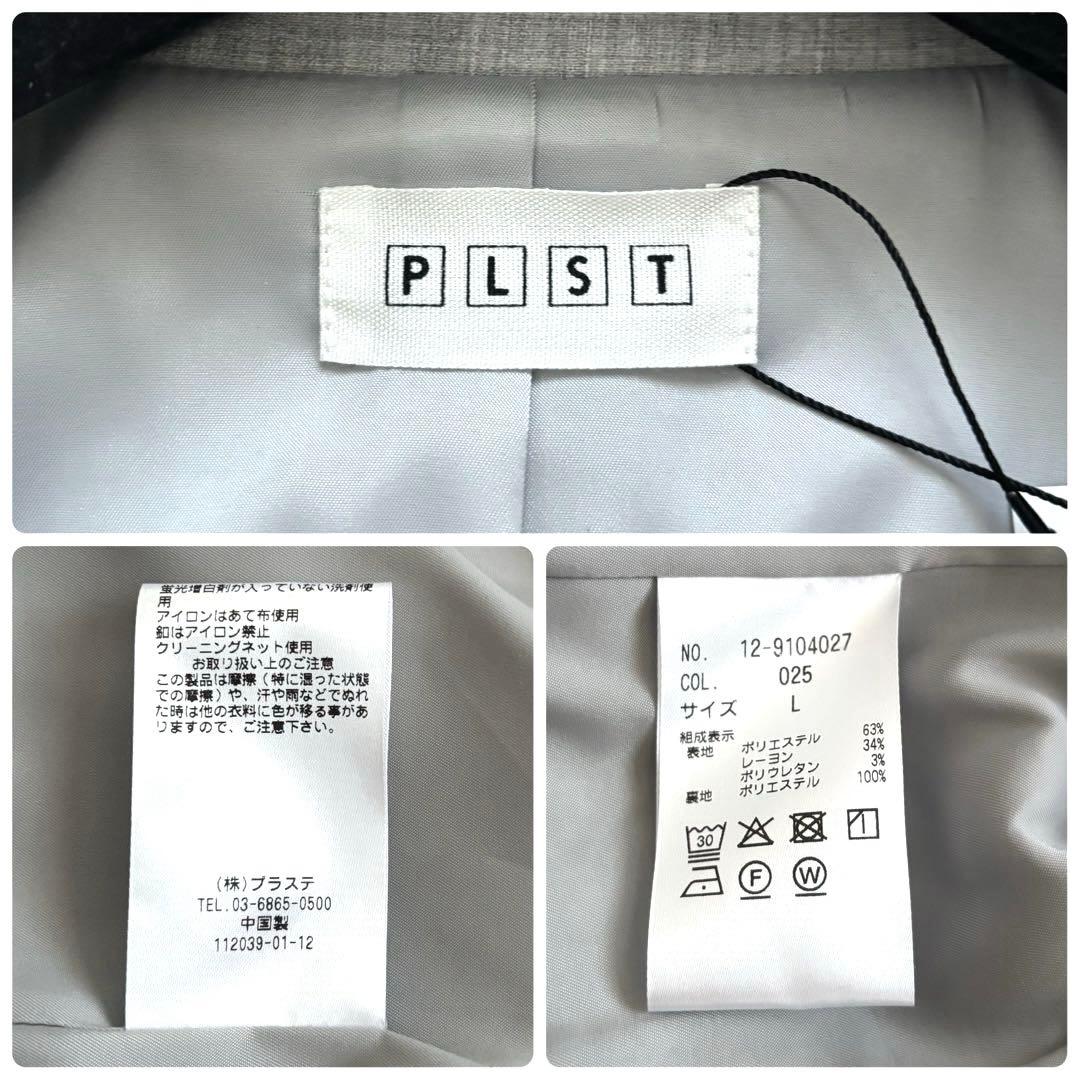 PLST
蛍光増白剤が入っていない洗剤使
用
アイロンはあて布使用
釦はアイロン禁止
クリーニングネット使用
お取り扱い上のご注意
この製品は摩擦(特に湿った状態
での摩擦)や、汗や雨などでぬれ
た時は他の衣料に色が移る事があ
りますので、ご注意下さい。
(株)プラステ
TEL.03-6865-0500
中国製
112039-01-12
NO. 12-9104027
COL. 025
サイズ L
組成表示
表地 ポリエステル 63%
レーヨン 34%
ポリウレタン 3%
裏地 ポリエステル 100%
30
F W